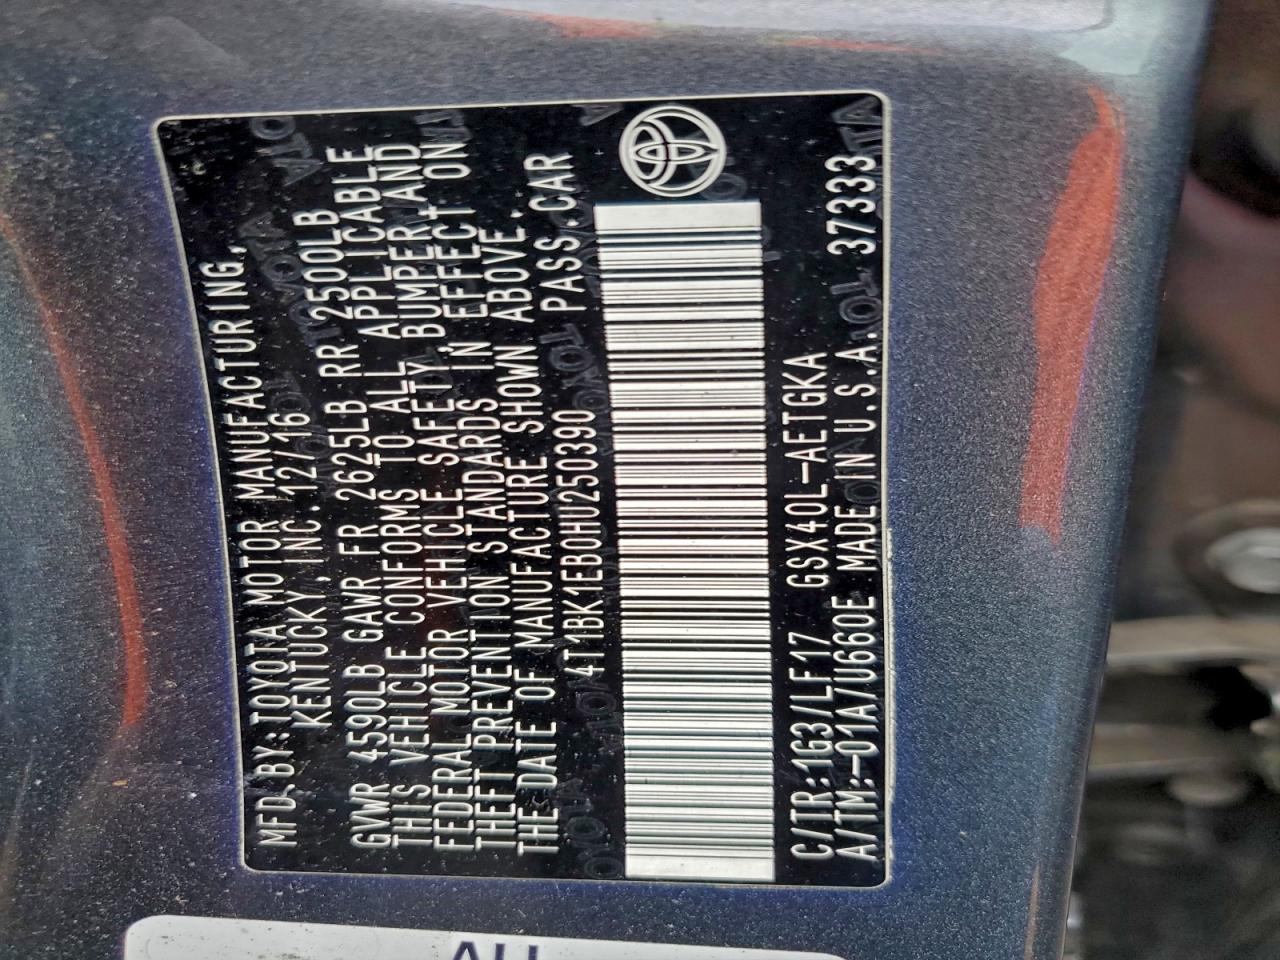 MFD.BY:TOYOTA MOTOR MANUFACTURING,
KENTUCKY, INC. 12/16
GVWR 4590LB GAWR FR 2625LB RR 2500LB
THIS VEHICLE CONFORMS TO ALL APPLICABLE
FEDERAL MOTOR VEHICLE SAFETY, BUMPER, AND
THEFT PREVENTION STANDARDS IN EFFECT ON
THE DATE OF MANUFACTURE SHOWN ABOVE.
4T1BK1EB0HU250390 PASS.CAR
C/TR:1G3/LF17 GSX40L-AETGKA
A/TM:-01A/U660E MADE IN U.S.A. 37333